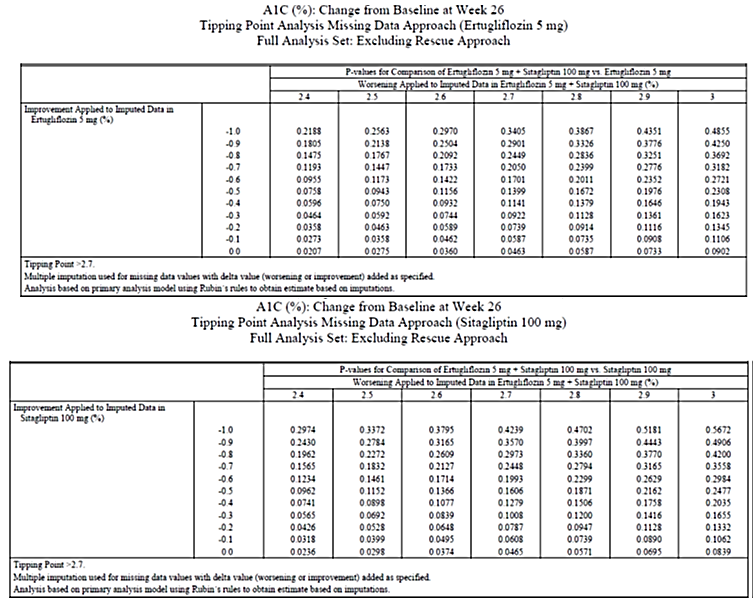 A1C (%): Change from Baseline at Week 26
Tipping Point Analysis Missing Data Approach (Ertugliflozin 5 mg)
Full Analysis Set: Excluding Rescue Approach
P-values for Comparison of Ertugliflozin 5 mg + Sitagliptin 100 mg vs. Ertugliflozin 5 mg
Worsening Applied to Imputed Data in Ertugliflozin 5 mg + Sitagliptin 100 mg (%)
2.4 2.5 2.6 2.7 2.8 2.9 3
Improvement Applied to Imputed Data in
Ertugliflozin 5 mg (%)
-1.0 0.2188 0.2563 0.2970 0.3405 0.3867 0.4351 0.4855
-0.9 0.1805 0.2138 0.2504 0.2901 0.3326 0.3776 0.4250
-0.8 0.1475 0.1767 0.2092 0.2449 0.2836 0.3251 0.3692
-0.7 0.1193 0.1447 0.1733 0.2050 0.2399 0.2776 0.3182
-0.6 0.0955 0.1173 0.1422 0.1701 0.2011 0.2352 0.2721
-0.5 0.0758 0.0943 0.1156 0.1399 0.1672 0.1976 0.2308
-0.4 0.0596 0.0750 0.0932 0.1141 0.1379 0.1646 0.1943
-0.3 0.0464 0.0592 0.0744 0.0922 0.1128 0.1361 0.1623
-0.2 0.0358 0.0463 0.0589 0.0739 0.0914 0.1116 0.1345
-0.1 0.0273 0.0358 0.0462 0.0587 0.0735 0.0908 0.1106
0.0 0.0207 0.0275 0.0360 0.0463 0.0587 0.0733 0.0902
Tipping Point >2.7.
Multiple imputation used for missing data values with delta value (worsening or improvement) added as specified.
Analysis based on primary analysis model using Rubin's rules to obtain estimate based on imputations.
A1C (%): Change from Baseline at Week 26
Tipping Point Analysis Missing Data Approach (Sitagliptin 100 mg)
Full Analysis Set: Excluding Rescue Approach
P-values for Comparison of Ertugliflozin 5 mg + Sitagliptin 100 mg vs. Sitagliptin 100 mg
Worsening Applied to Imputed Data in Ertugliflozin 5 mg + Sitagliptin 100 mg (%)
2.4 2.5 2.6 2.7 2.8 2.9 3
Improvement Applied to Imputed Data in
Sitagliptin 100 mg (%)
-1.0 0.2974 0.3372 0.3795 0.4239 0.4702 0.5181 0.5672
-0.9 0.2430 0.2784 0.3165 0.3570 0.3997 0.4443 0.4906
-0.8 0.1962 0.2272 0.2609 0.2973 0.3360 0.3770 0.4200
-0.7 0.1565 0.1832 0.2127 0.2448 0.2794 0.3165 0.3558
-0.6 0.1234 0.1461 0.1714 0.1993 0.2299 0.2629 0.2984
-0.5 0.0962 0.1152 0.1366 0.1606 0.1871 0.2162 0.2477
-0.4 0.0741 0.0898 0.1077 0.1279 0.1506 0.1758 0.2035
-0.3 0.0565 0.0692 0.0839 0.1008 0.1200 0.1416 0.1655
-0.2 0.0426 0.0528 0.0648 0.0787 0.0947 0.1128 0.1332
-0.1 0.0318 0.0399 0.0495 0.0608 0.0739 0.0890 0.1062
0.0 0.0236 0.0298 0.0374 0.0465 0.0571 0.0695 0.0839
Tipping Point >2.7.
Multiple imputation used for missing data values with delta value (worsening or improvement) added as specified.
Analysis based on primary analysis model using Rubin's rules to obtain estimate based on imputations.